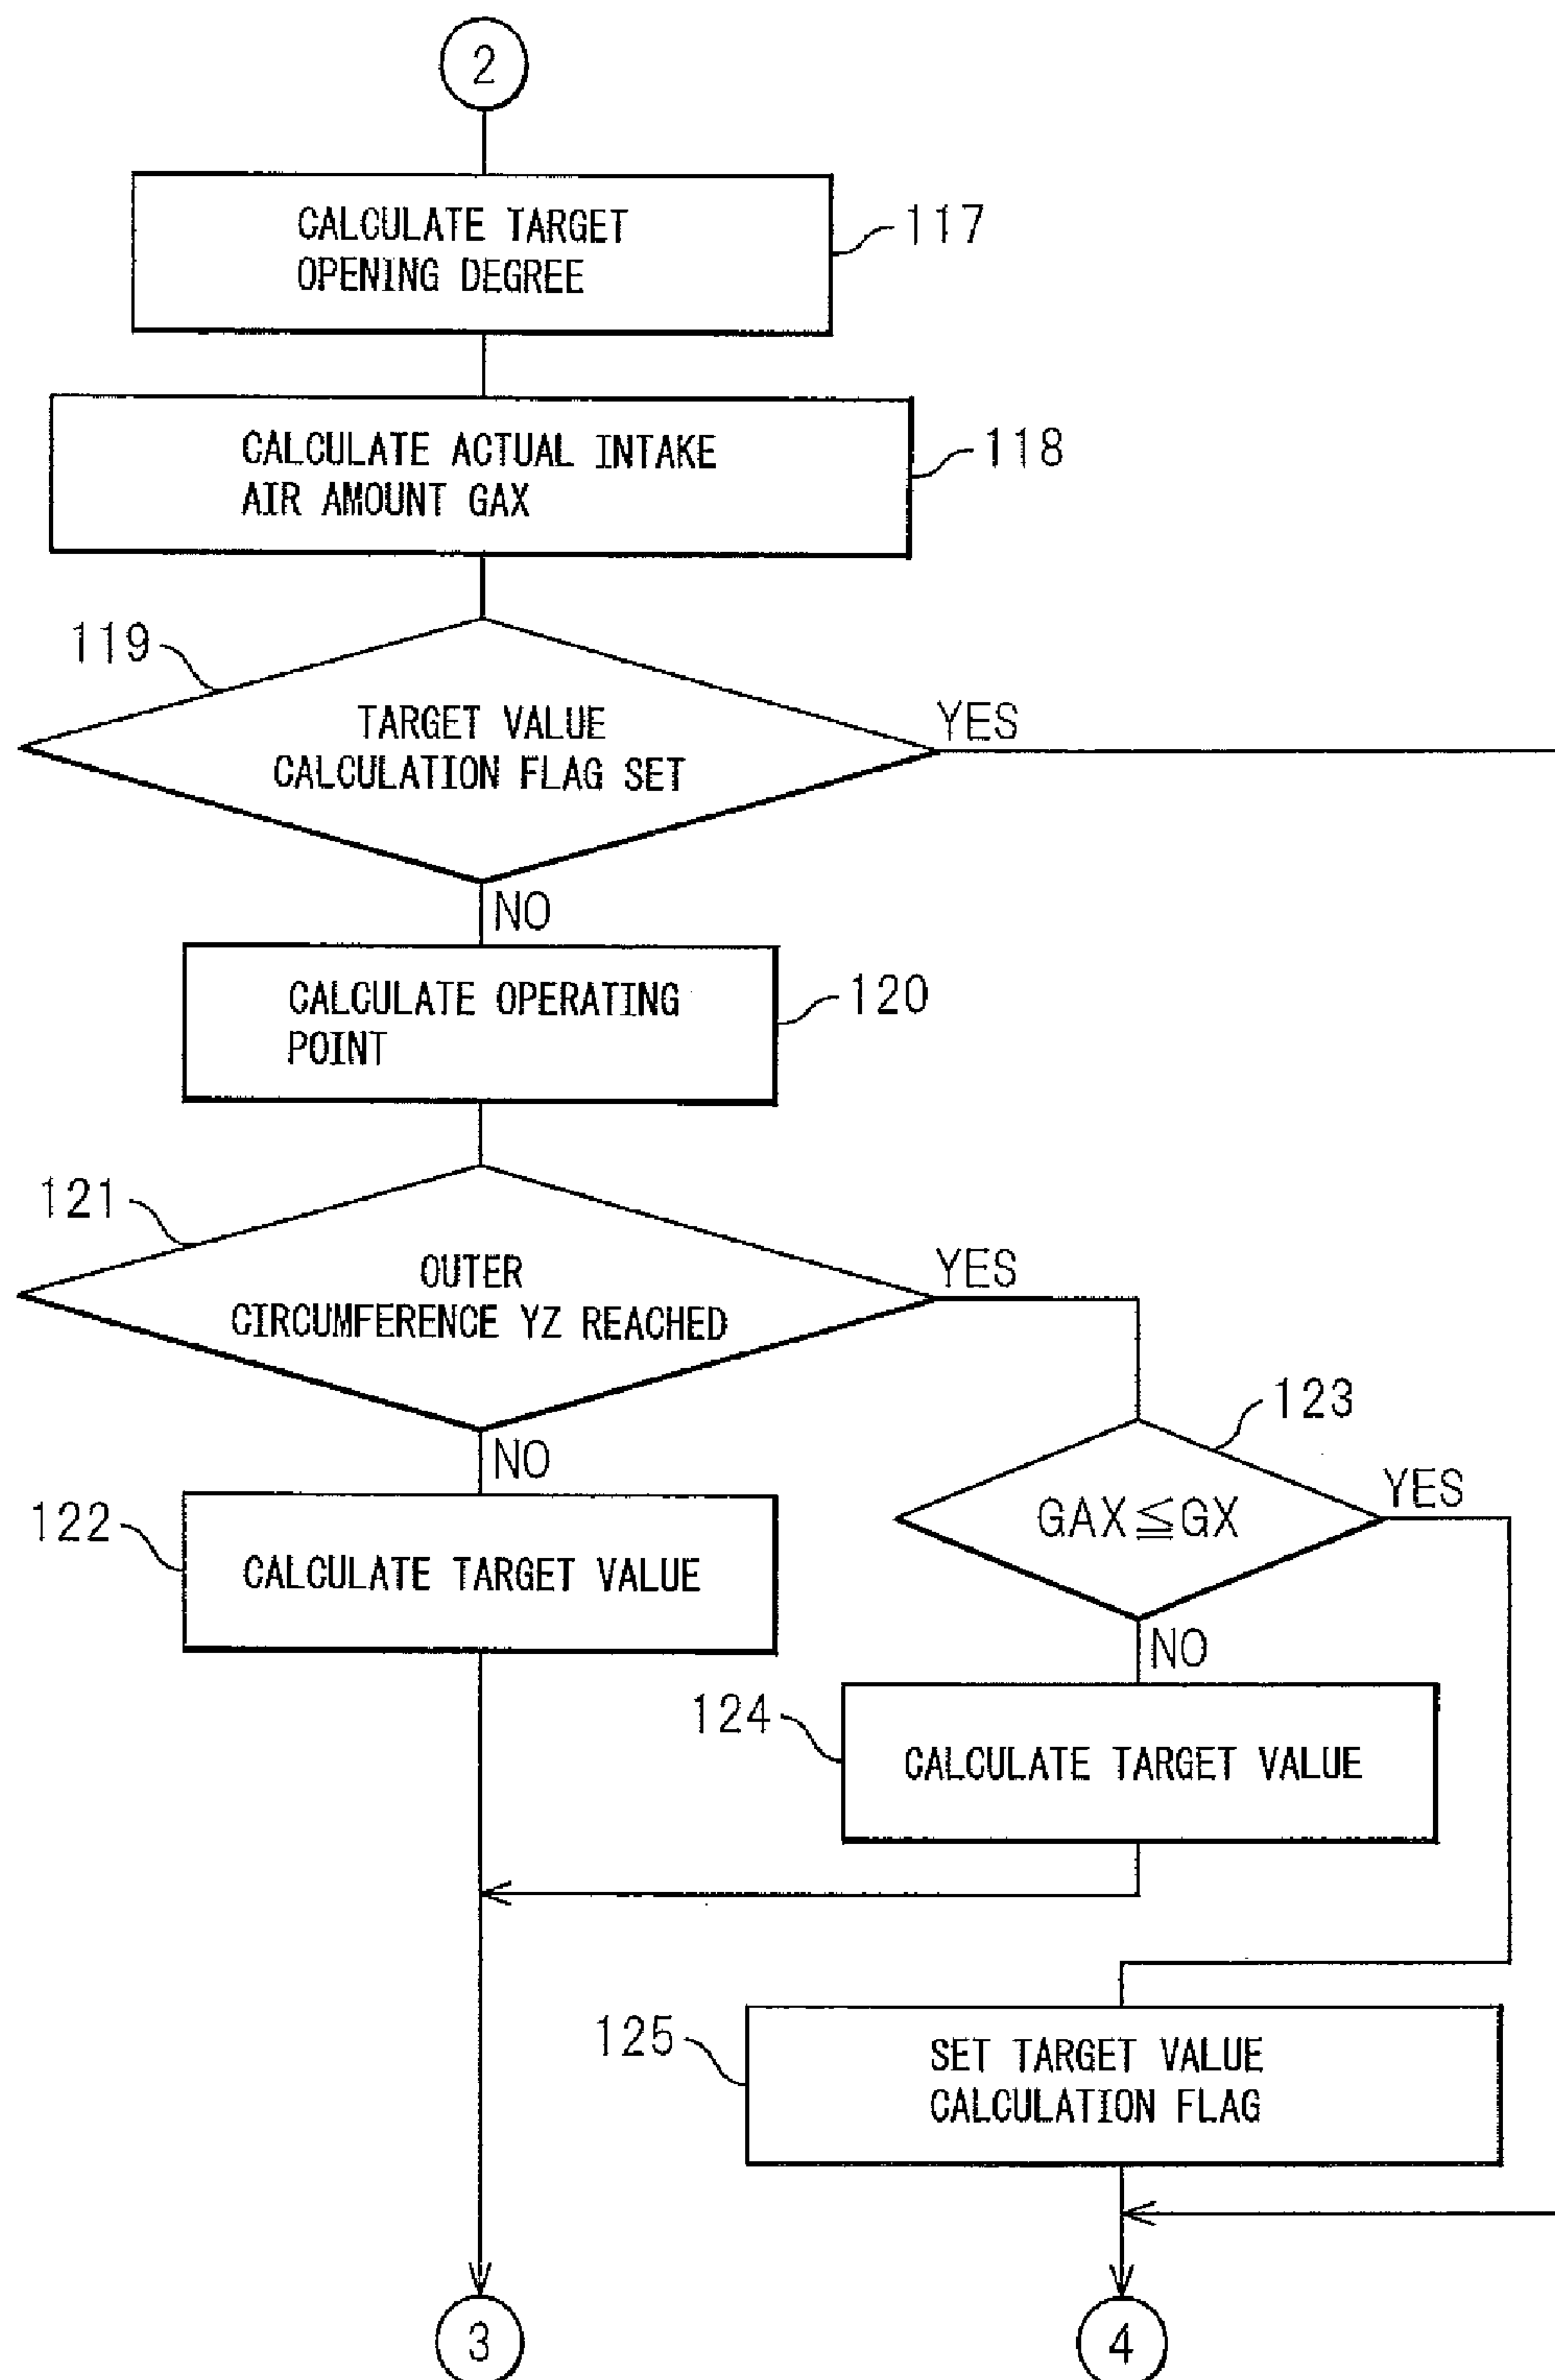 2
CALCULATE TARGET
OPENING DEGREE
117
CALCULATE ACTUAL INTAKE
AIR AMOUNT GAX
118
119
TARGET VALUE
CALCULATION FLAG SET
YES
NO
CALCULATE OPERATING
POINT
120
121
OUTER
CIRCUMFERENCE YZ REACHED
YES
NO
123
GAX≦GX
YES
NO
122
CALCULATE TARGET VALUE
124
CALCULATE TARGET VALUE
125
SET TARGET VALUE
CALCULATION FLAG
3
4